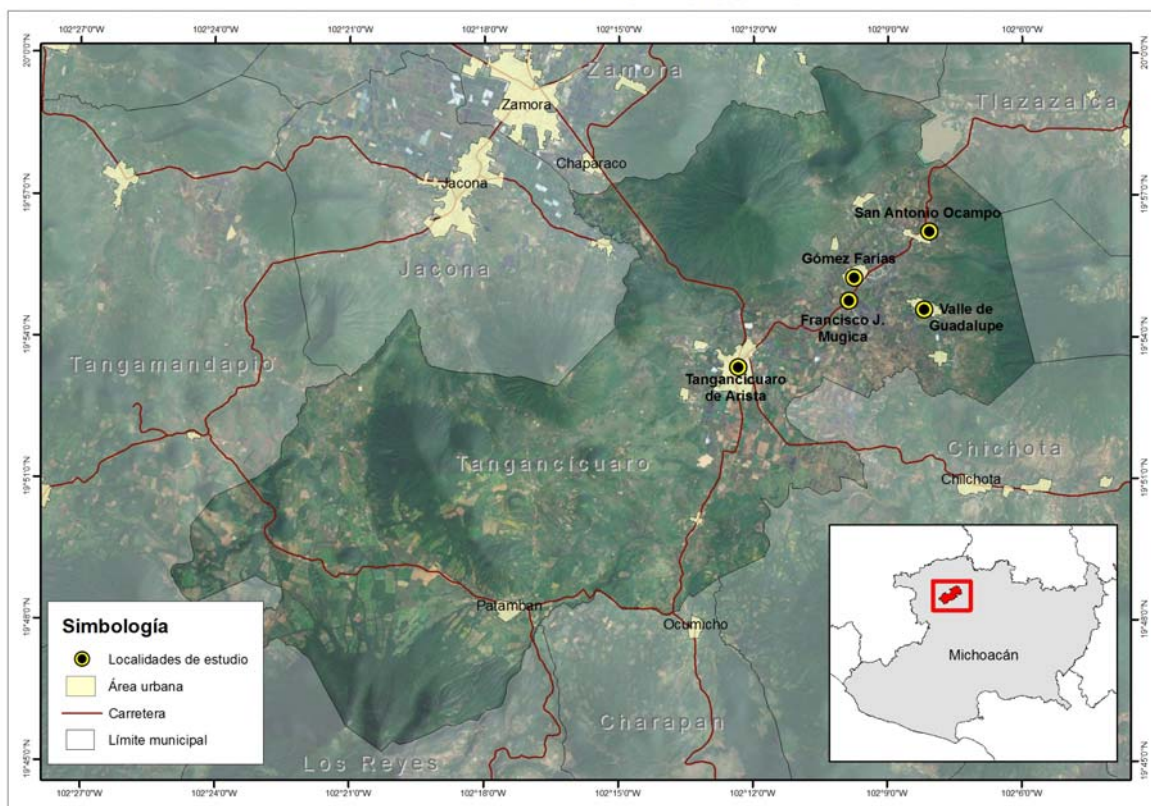 102°27'0"W 102°24'0"W 102°21'0"W 102°18'0"W 102°15'0"W 102°12'0"W 102°9'0"W 102°6'0"W
20°0'0"N 20°0'0"N
Zamora
Tlazazalca
Zamora
Chaparaco
19°57'0"N 19°57'0"N
Jacona
San Antonio Ocampo
Jacona
Gómez Farías
Francisco J.
Mugica
Valle de
Guadalupe
19°54'0"N 19°54'0"N
Tangamandapio
Tangancicuaro
de Arista
Tangancícuaro
Chichota
19°51'0"N 19°51'0"N
Chilchota
Patamban
Ocumicho
19°48'0"N 19°48'0"N
Charapan
Los Reyes
19°45'0"N 19°45'0"N
Simbología
Localidades de estudio
Área urbana
Carretera
Límite municipal
Michoacán
102°27'0"W 102°24'0"W 102°21'0"W 102°18'0"W 102°15'0"W 102°12'0"W 102°9'0"W 102°6'0"W